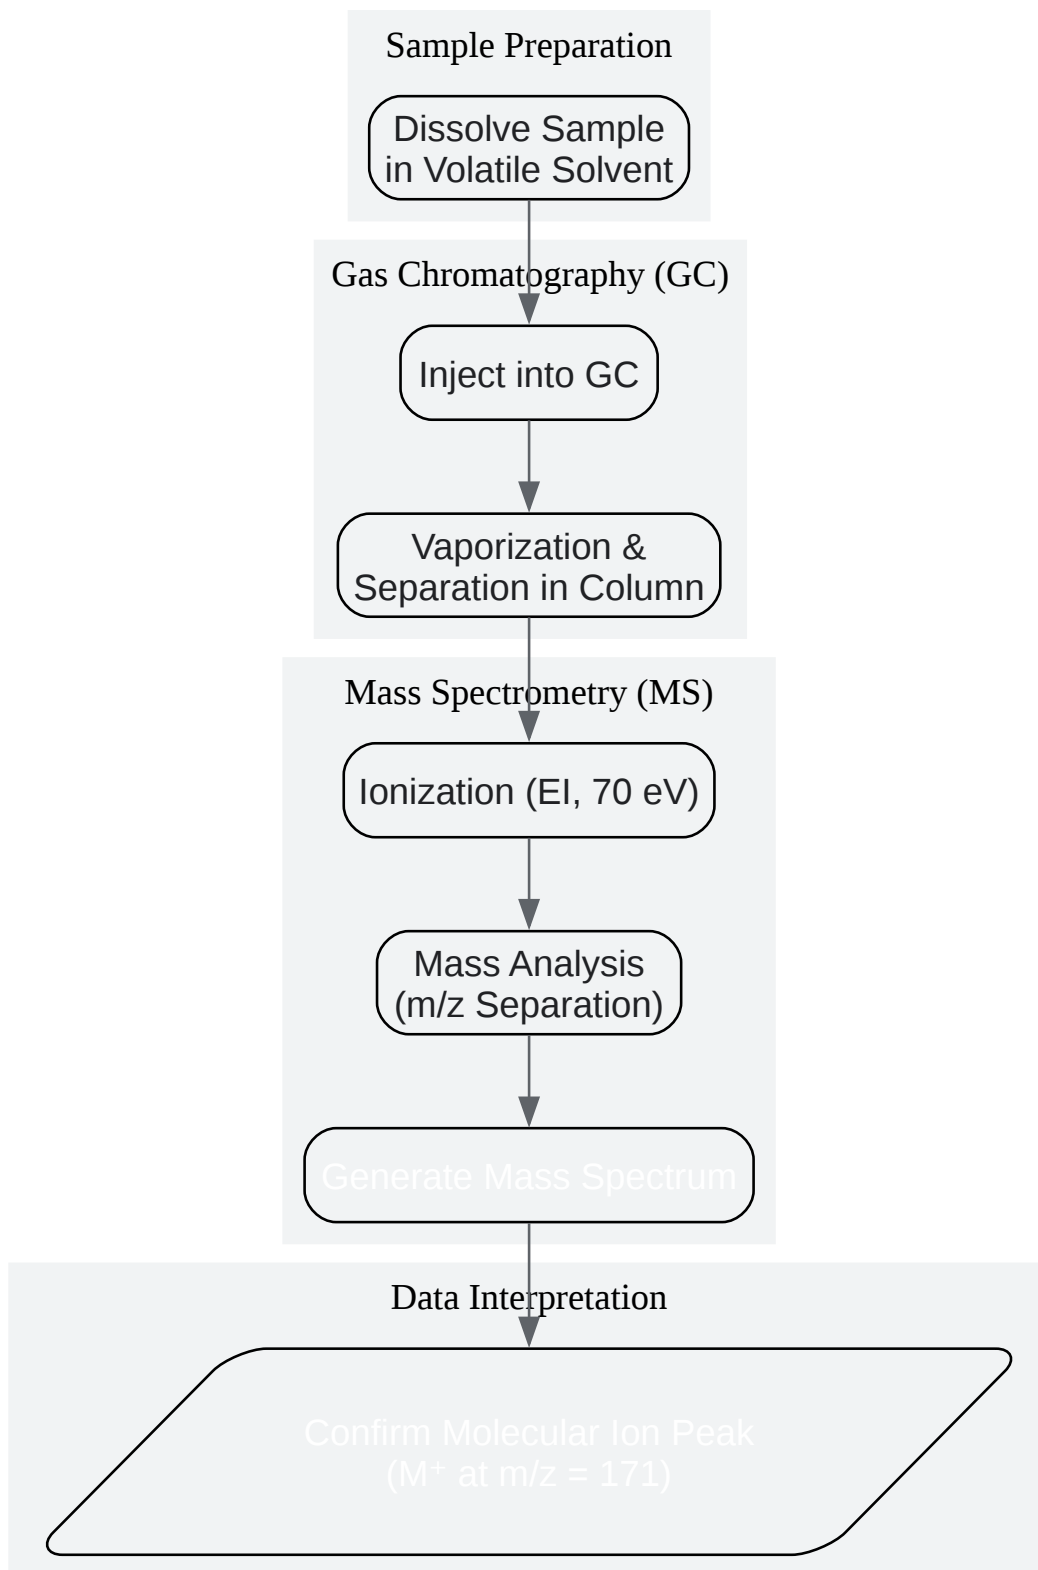 Sample Preparation
Dissolve Sample
in Volatile Solvent
Gas Chromatography (GC)
Inject into GC
Vaporization &
Separation in Column
Mass Spectrometry (MS)
Ionization (EI, 70 eV)
Mass Analysis
(m/z Separation)
Generate Mass Spectrum
Data Interpretation
Confirm Molecular Ion Peak
(M⁺ at m/z = 171)